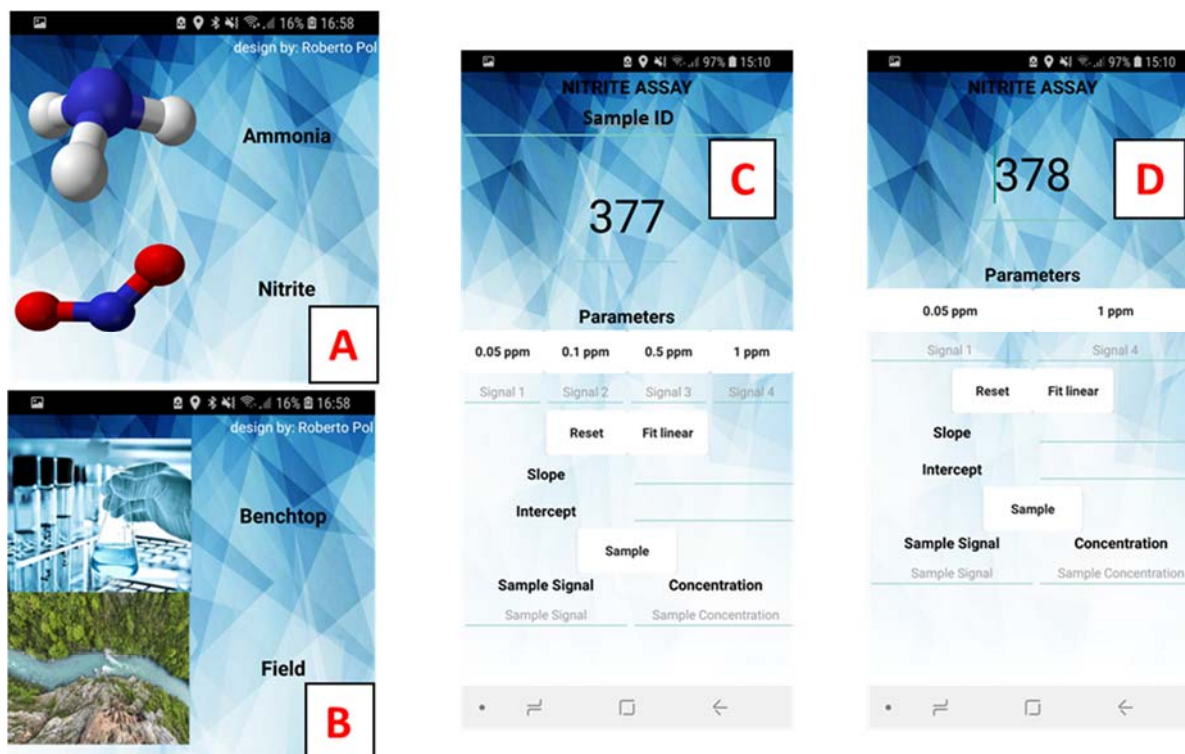 16% 16:58
design by: Roberto Pol
Ammonia
Nitrite
A
16% 16:58
design by: Roberto Pol
Benchtop
Field
B
97% 15:10
NITRITE ASSAY
Sample ID
C
377
Parameters
0.05 ppm 0.1 ppm 0.5 ppm 1 ppm
Signal 1 Signal 2 Signal 3 Signal 4
Reset Fit linear
Slope
Intercept
Sample
Sample Signal Concentration
Sample Signal Sample Concentration
97% 15:10
NITRITE ASSAY
378
D
Parameters
0.05 ppm 1 ppm
Signal 1 Signal 4
Reset Fit linear
Slope
Intercept
Sample
Sample Signal Concentration
Sample Signal Sample Concentration